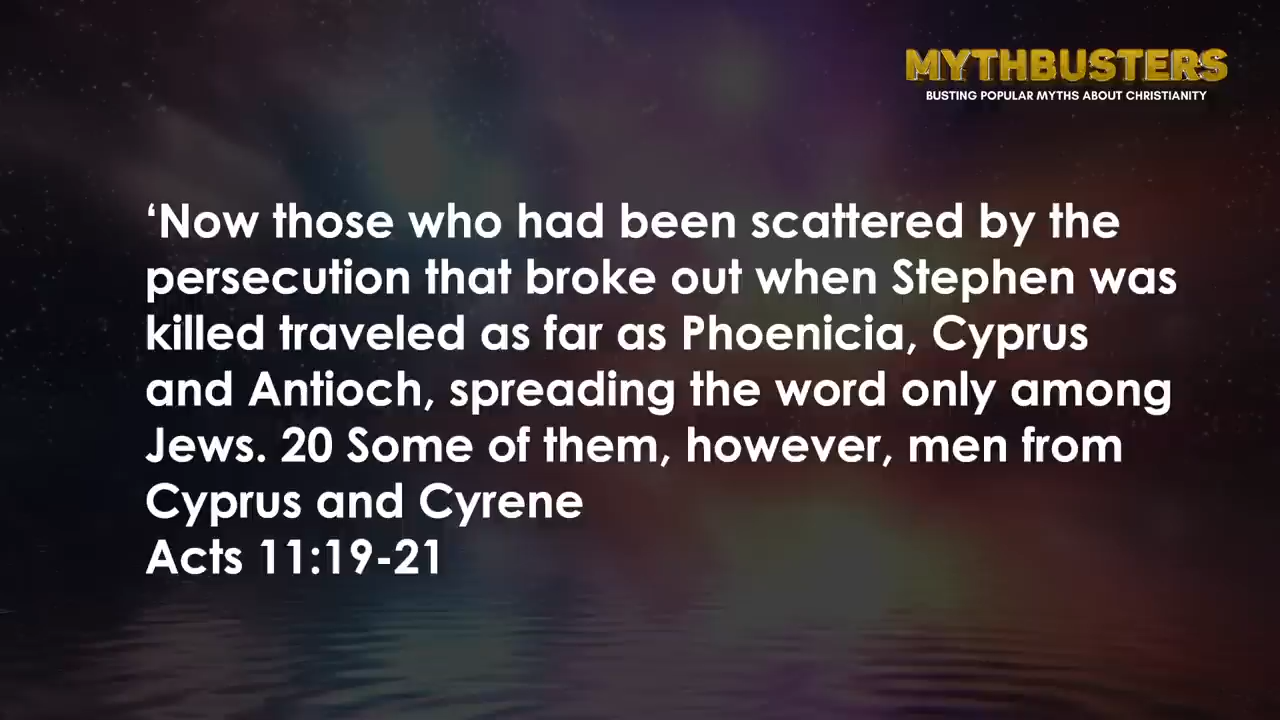 MYTHBUSTERS
BUSTING POPULAR MYTHS ABOUT CHRISTIANITY
‘Now those who had been scattered by the
persecution that broke out when Stephen was
killed traveled as far as Phoenicia, Cyprus
and Antioch, spreading the word only among
Jews. 20 Some of them, however, men from
Cyprus and Cyrene
Acts 11:19-21